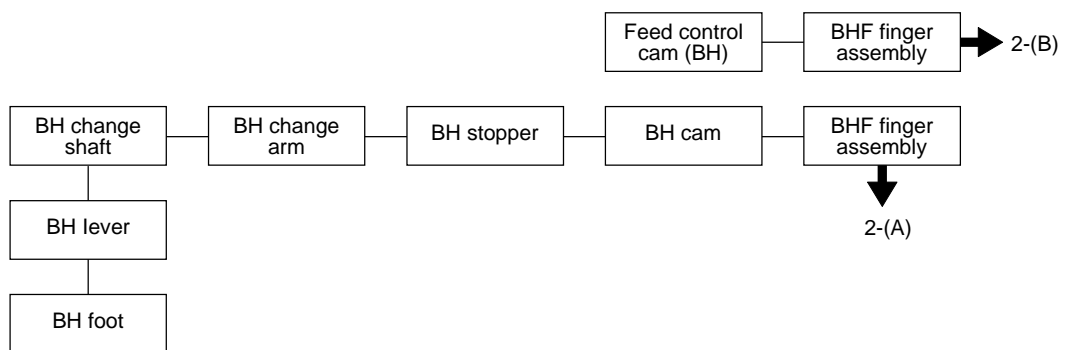 Feed control
cam (BH)
BHF finger
assembly
2-(B)
BH change
shaft
BH change
arm
BH stopper
BH cam
BHF finger
assembly
BH lever
2-(A)
BH foot